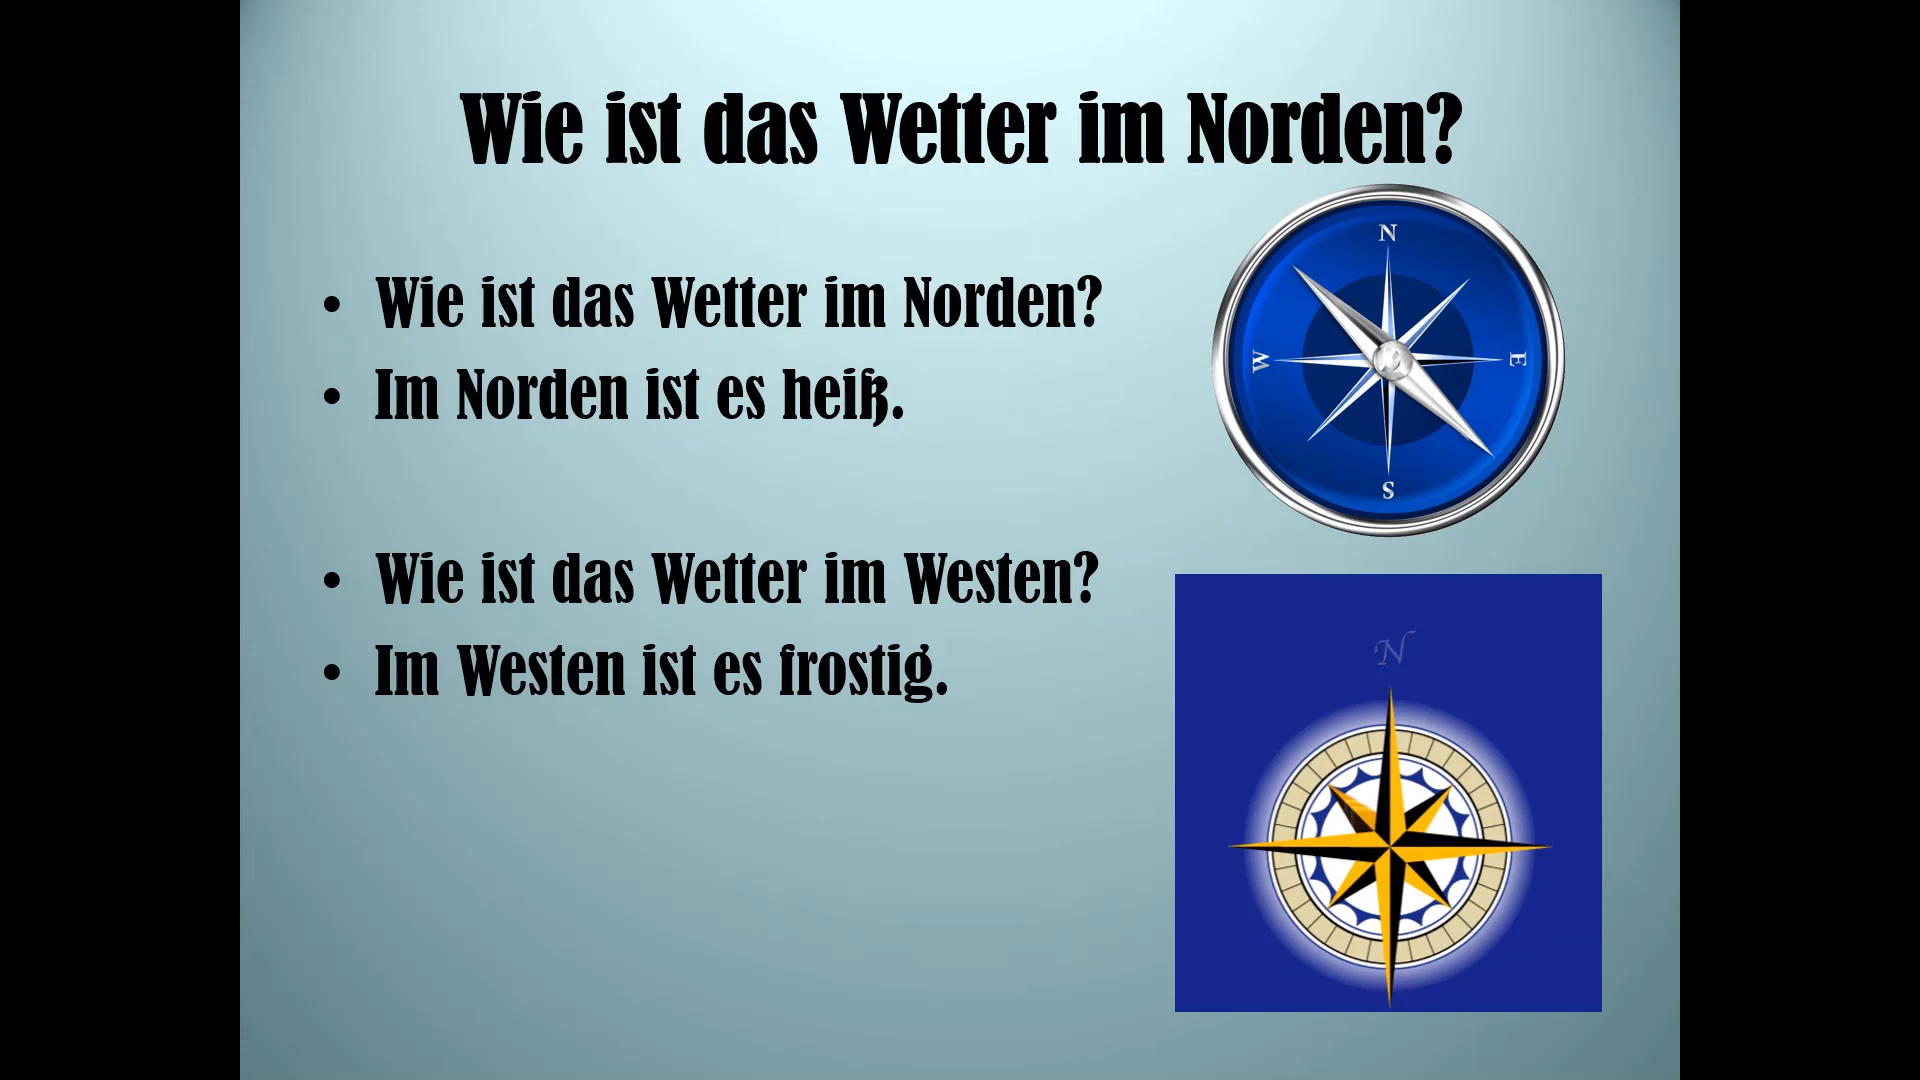 Wie ist das Wetter im Norden?
• Wie ist das Wetter im Norden?
• Im Norden ist es heiß.
• Wie ist das Wetter im Westen?
• Im Westen ist es frostig.
N
W
E
S
N